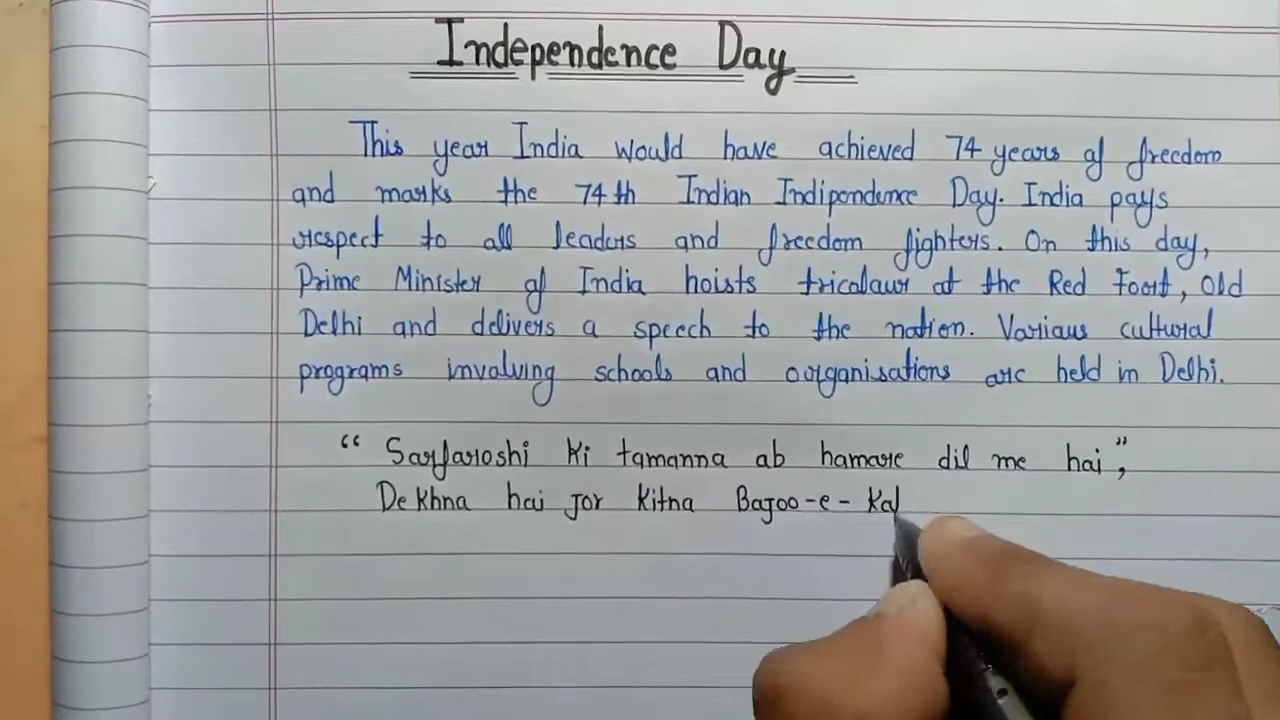 Independence Day
This year India would have achieved 74 years of freedom
and marks the 74th Indian Indipendence Day. India pays
respect to all leaders and freedom fighters. On this day,
Prime Minister of India hoists tricolour at the Red Foort, Old
Delhi and delivers a speech to the nation. Various cultural
programs involving schools and oorganisations are held in Delhi.
“ Sarfaroshi Ki tamanna ab hamare dil me hai”,
Dekhna hai jor Kitna Bajoo-e-Kal